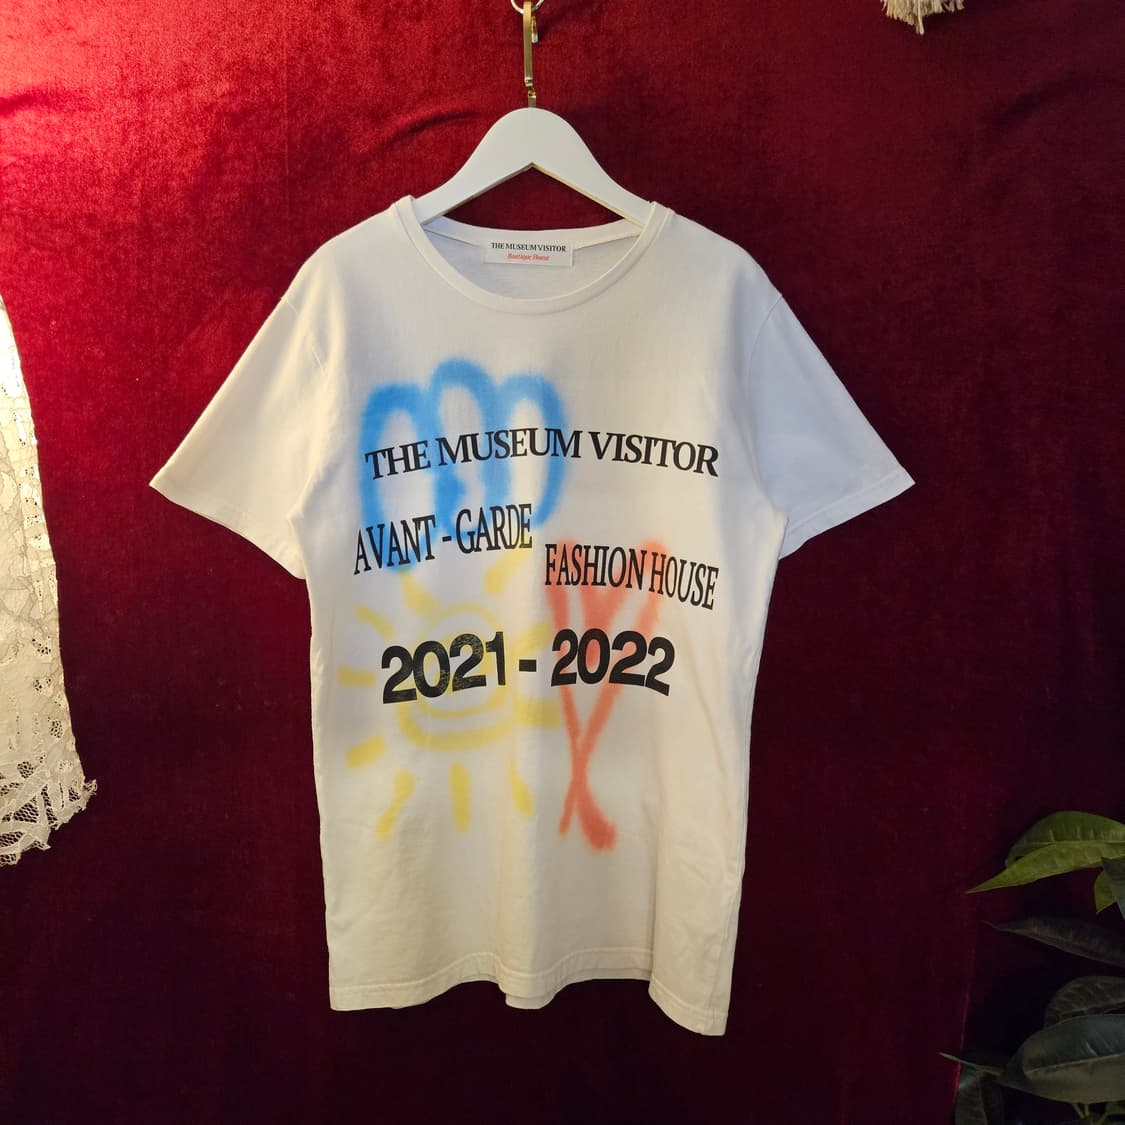 THE MUSEUM VISITOR
Boutique House
THE MUSEUM VISITOR
AVANT-GARDE
FASHION HOUSE
2021-2022